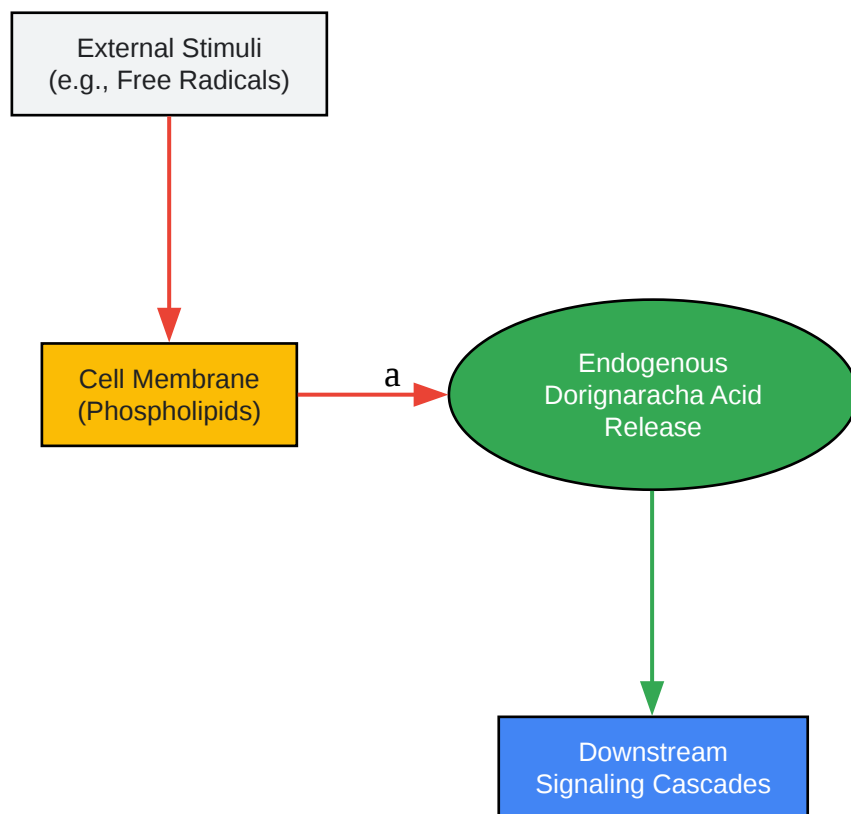 External Stimuli
(e.g., Free Radicals)
Cell Membrane
(Phospholipids)
a
Endogenous
Dorignaracha Acid
Release
Downstream
Signaling Cascades